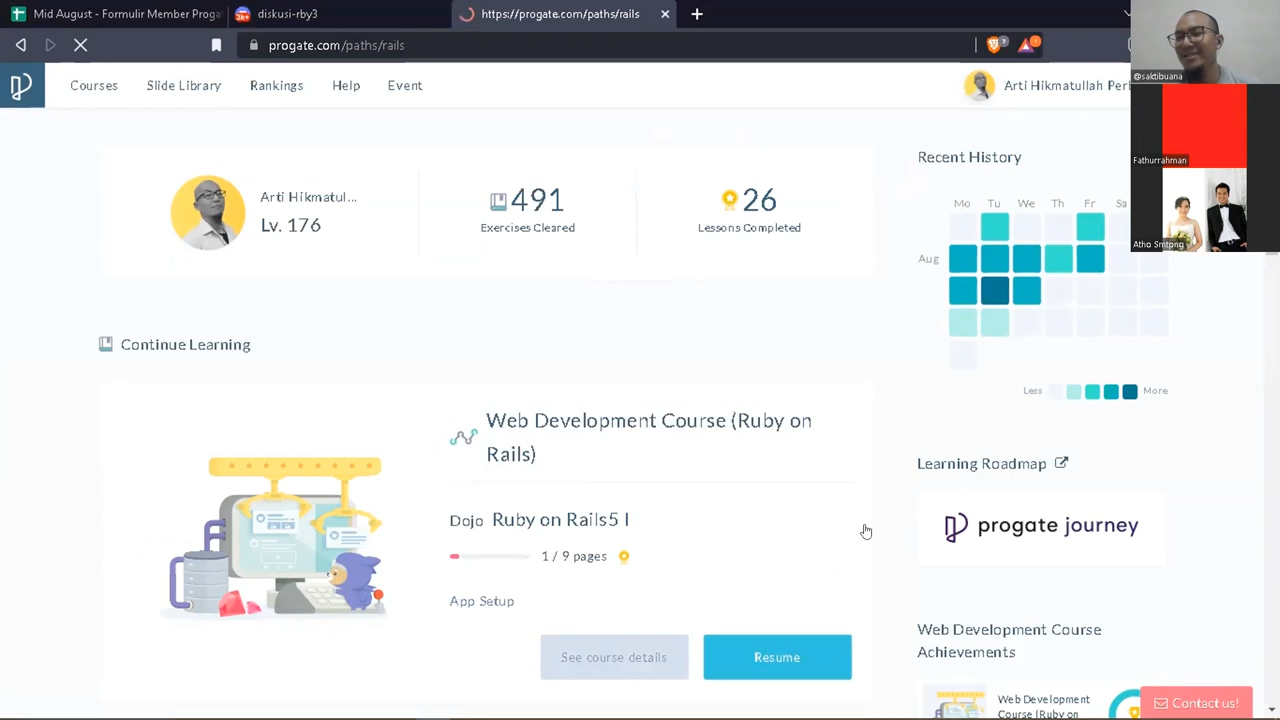 Mid August - Formulir Member Progat
diskusi-rby3
https://progate.com/paths/rails
progate.com/paths/rails
Courses
Slide Library
Rankings
Help
Event
Arti Hikmatullah Perb
@saktibuana
Fathurrahman
Atho Smtpng
Arti Hikmatul...
Lv. 176
491
Exercises Cleared
26
Lessons Completed
Recent History
Mo Tu We Th Fr Sa
Aug
Less
More
Continue Learning
Web Development Course (Ruby on
Rails)
Dojo Ruby on Rails5 I
1 / 9 pages
App Setup
See course details
Resume
Learning Roadmap
progate journey
Web Development Course
Achievements
Web Development
Course (Ruby on
Contact us!